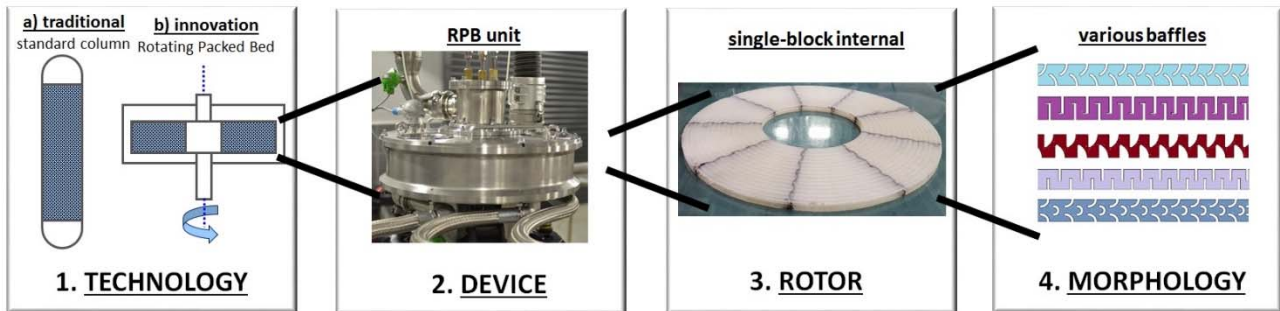 a) traditional
standard column
b) innovation
Rotating Packed Bed
1. TECHNOLOGY
RPB unit
2. DEVICE
single-block internal
3. ROTOR
various baffles
4. MORPHOLOGY